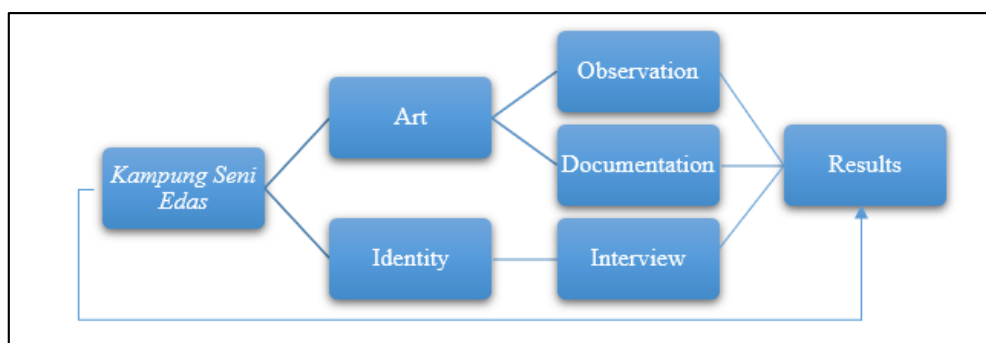 Kampung Seni
Edas
Art
Identity
Observation
Documentation
Interview
Results